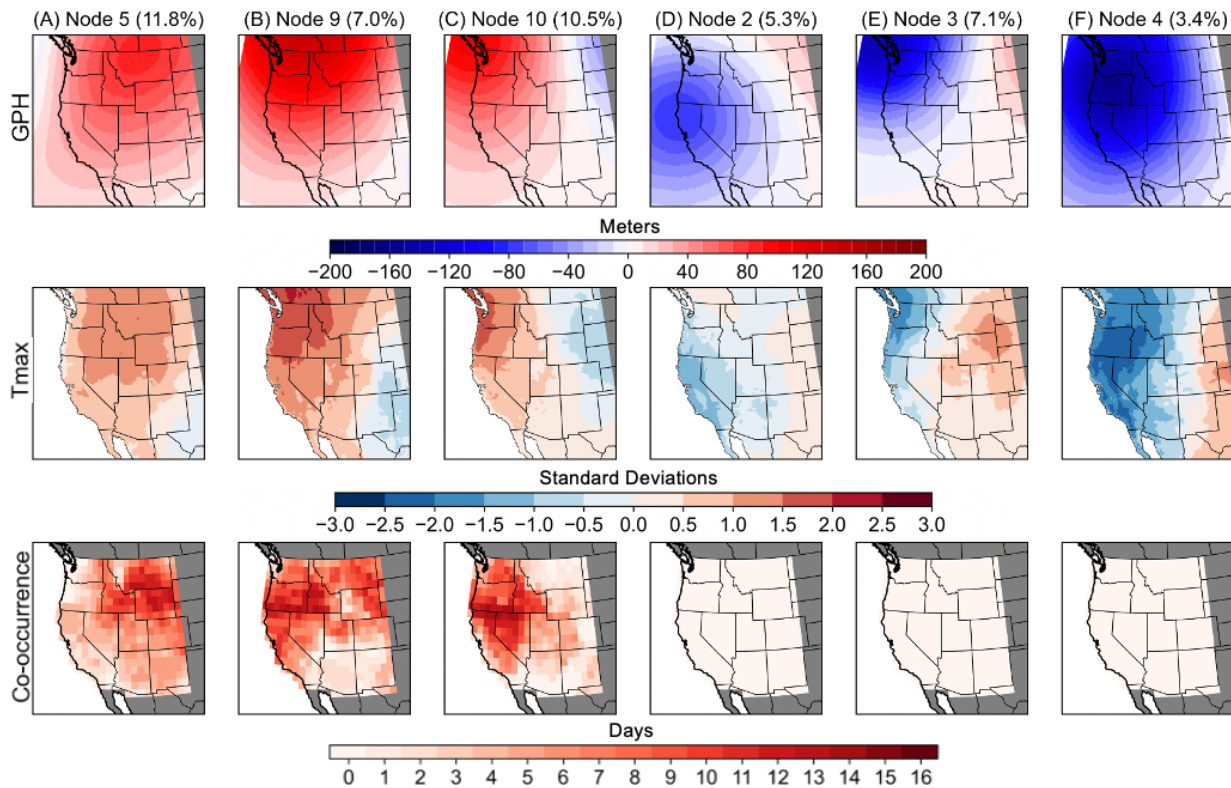 (A) Node 5 (11.8%) (B) Node 9 (7.0%) (C) Node 10 (10.5%) (D) Node 2 (5.3%) (E) Node 3 (7.1%) (F) Node 4 (3.4%)
GPH
Meters
−200 −160 −120 −80 −40 0 40 80 120 160 200
Tmax
Standard Deviations
−3.0 −2.5 −2.0 −1.5 −1.0 −0.5 0.0 0.5 1.0 1.5 2.0 2.5 3.0
Co-occurrence
Days
0 1 2 3 4 5 6 7 8 9 10 11 12 13 14 15 16